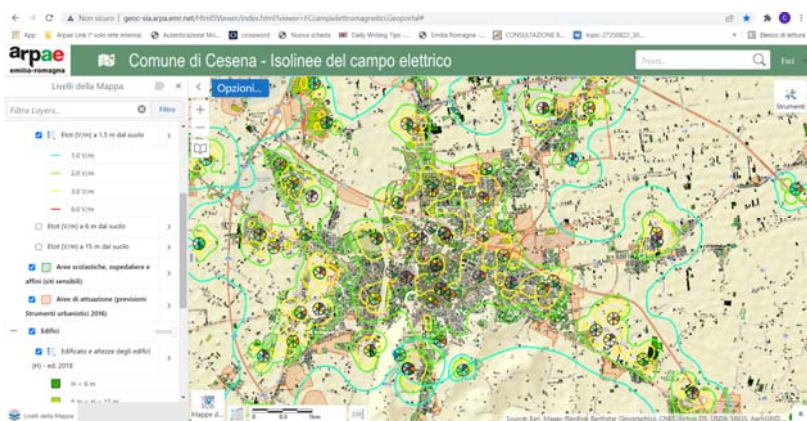 Non sicuro | geoc-sia.arpa.emr.net/Html5Viewer/index.html?viewer=FCcampielettromagnetici.Geoportal#
App
Arpae Link (* solo rete interna)
Autenticazione Mo...
crossword
Nuova scheda
Daily Writing Tips -...
Emilia Romagna -...
CONSULTAZIONE R...
Elenco di lettura
arpae
emilia-romagna
Comune di Cesena - Isolinee del campo elettrico
Trova...
Esci
Livelli della Mappa
Opzioni...
Strumenti
Filtra Layers...
Filtra
Etot (V/m) a 1.5 m dal suolo
1.0 V/m
2.0 V/m
3.0 V/m
6.0 V/m
Etot (V/m) a 6 m dal suolo
Etot (V/m) a 15 m dal suolo
Aree scolastiche, ospedaliere e
affini (siti sensibili)
Aree di attuazione (previsioni
Strumenti urbanistici 2016)
Edifici
Edificato e altezze degli edifici
(H) - ed. 2018
H < 6 m
Livelli della Mappa
Mappe d...
0 0.5 1km